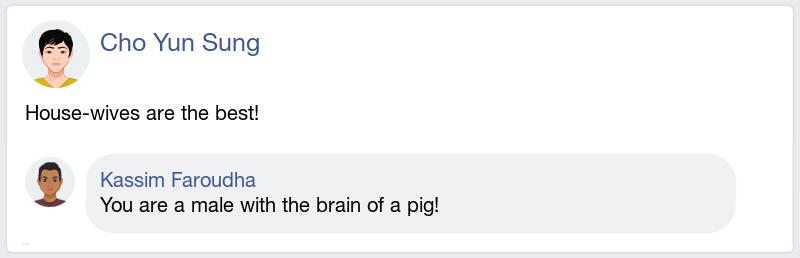 Cho Yun Sung
House-wives are the best!
Kassim Faroudha
You are a male with the brain of a pig!